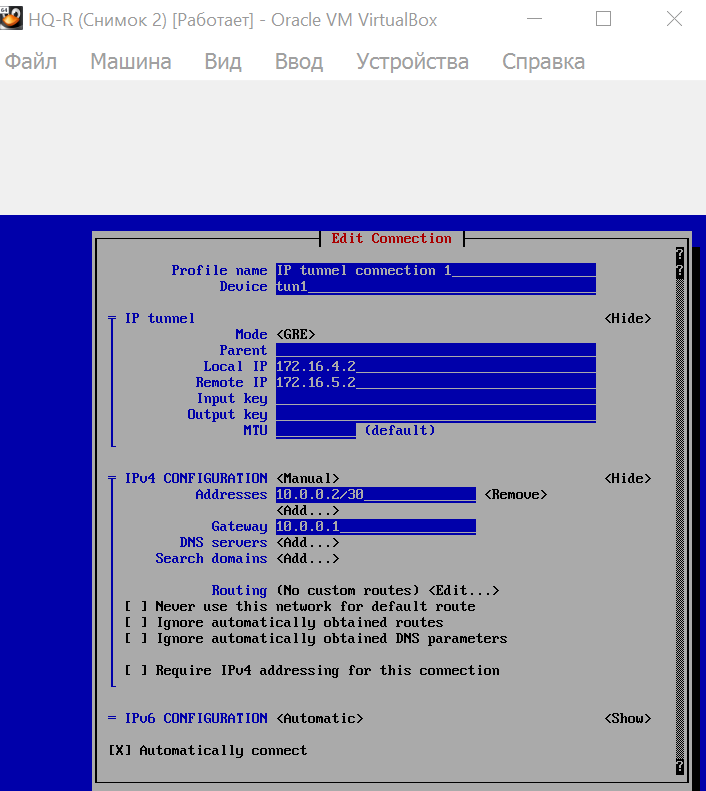 HQ-R (Снимок 2) [Работает] - Oracle VM VirtualBox
Файл Машина Вид Ввод Устройства Справка
Edit Connection
Profile name IP tunnel connection 1
Device tun1
IP tunnel <Hide>
Mode <GRE>
Parent
Local IP 172.16.4.2
Remote IP 172.16.5.2
Input key
Output key
MTU (default)
IPv4 CONFIGURATION <Manual> <Hide>
Addresses 10.0.0.2/30 <Remove>
<Add...>
Gateway 10.0.0.1
DNS servers <Add...>
Search domains <Add...>
Routing (No custom routes) <Edit...>
[ ] Never use this network for default route
[ ] Ignore automatically obtained routes
[ ] Ignore automatically obtained DNS parameters
[ ] Require IPv4 addressing for this connection
= IPv6 CONFIGURATION <Automatic> <Show>
[X] Automatically connect